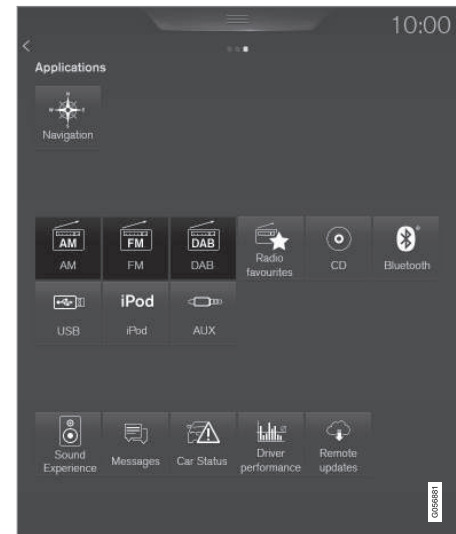 10:00
Applications
N
W
E
S
Navigation
AM
FM
DAB
AM
FM
DAB
Radio
favourites
CD
Bluetooth
iPod
USB
iPod
AUX
Sound
Experience
Messages
Car Status
Driver
performance
Remote
updates
G056881